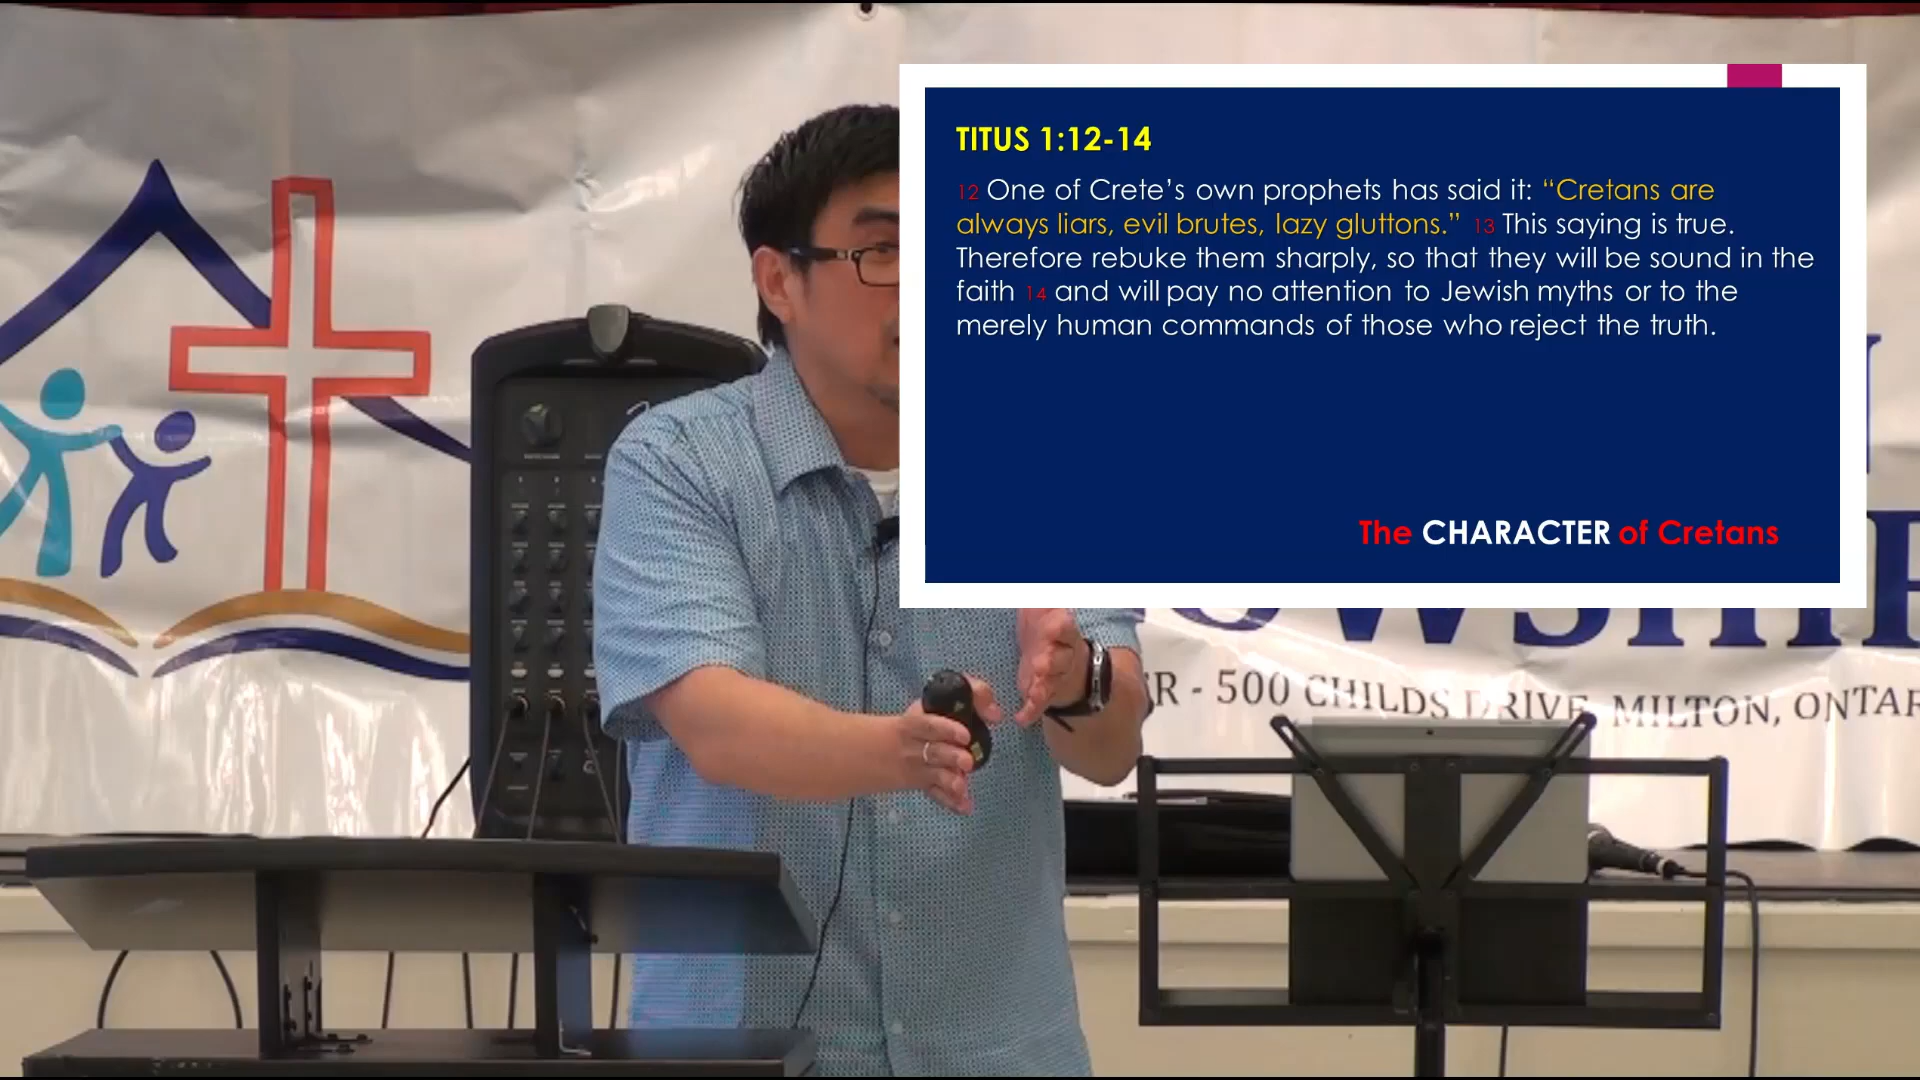 TITUS 1:12-14
12 One of Crete’s own prophets has said it: “Cretans are
always liars, evil brutes, lazy gluttons.” 13 This saying is true.
Therefore rebuke them sharply, so that they will be sound in the
faith 14 and will pay no attention to Jewish myths or to the
merely human commands of those who reject the truth.
The CHARACTER of Cretans
- 500 CHILDS DRIVE, MILTON,